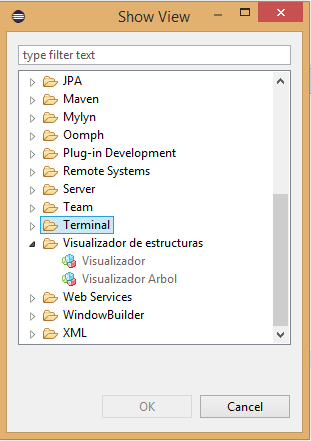 Show View
type filter text
JPA
Maven
Mylyn
Oomph
Plug-in Development
Remote Systems
Server
Team
Terminal
Visualizador de estructuras
Visualizador
Visualizador Arbol
Web Services
WindowBuilder
XML
OK
Cancel